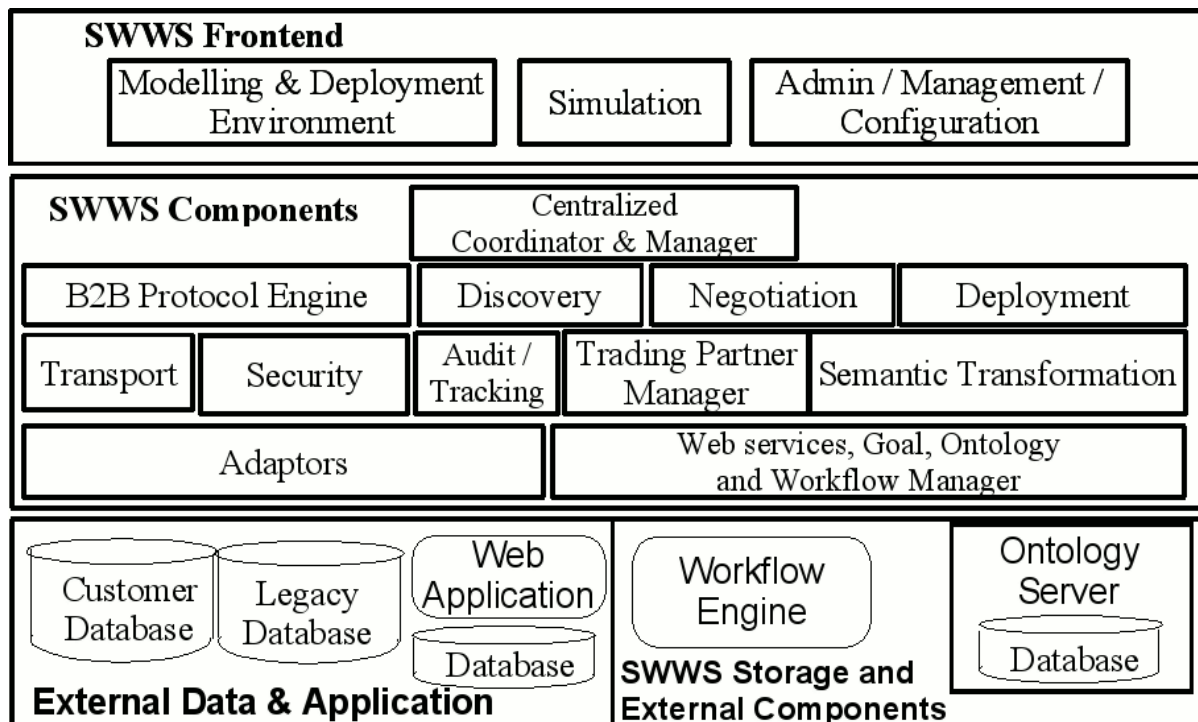 SWWS Frontend
Modelling & Deployment
Environment
Simulation
Admin / Management /
Configuration
SWWS Components
Centralized
Coordinator & Manager
B2B Protocol Engine
Discovery
Negotiation
Deployment
Transport
Security
Audit /
Tracking
Trading Partner
Manager
Semantic Transformation
Adaptors
Web services, Goal, Ontology
and Workflow Manager
Customer
Database
Legacy
Database
Web
Application
Database
External Data & Application
Workflow
Engine
SWWS Storage and
External Components
Ontology
Server
Database